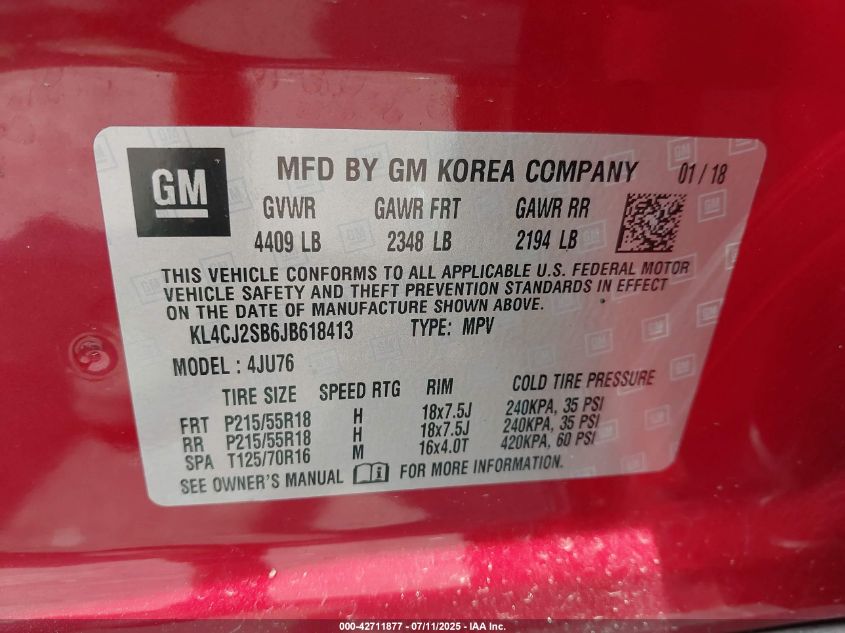 GM
MFD BY GM KOREA COMPANY 01/18
GVWR GAWR FRT GAWR RR
4409 LB 2348 LB 2194 LB
THIS VEHICLE CONFORMS TO ALL APPLICABLE U.S. FEDERAL MOTOR
VEHICLE SAFETY AND THEFT PREVENTION STANDARDS IN EFFECT
ON THE DATE OF MANUFACTURE SHOWN ABOVE.
KL4CJ2SB6JB618413 TYPE: MPV
MODEL : 4JU76
TIRE SIZE SPEED RTG RIM COLD TIRE PRESSURE
FRT P215/55R18 H 18x7.5J 240KPA, 35 PSI
RR P215/55R18 H 18x7.5J 240KPA, 35 PSI
SPA T125/70R16 M 16x4.0T 420KPA, 60 PSI
SEE OWNER'S MANUAL FOR MORE INFORMATION.
000-42711877 - 07/11/2025 - IAA Inc.